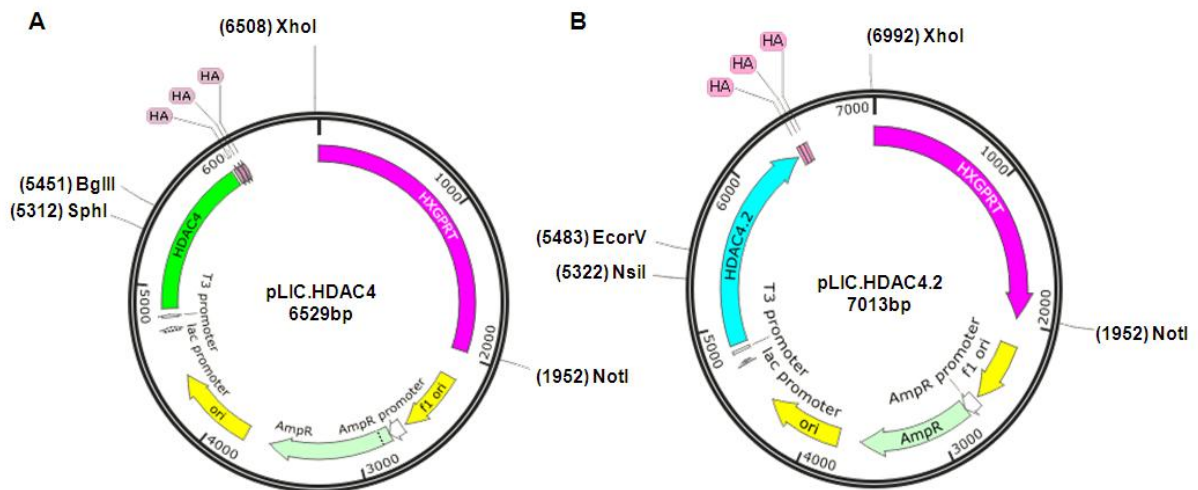 A
(6508) XhoI
HA
HA
HA
600
1000
(5451) BglII
(5312) SphI
HDAC4
HXGPRT
pLIC.HDAC4
6529bp
5000
T3 promoter
lac promoter
2000
(1952) NotI
ori
AmpR
AmpR promoter
f1 ori
4000
3000
B
(6992) XhoI
HA
HA
HA
7000
6000
1000
(5483) EcorV
(5322) NsiI
HDAC4.2
HXGPRT
pLIC.HDAC4.2
7013bp
5000
T3 promoter
lac promoter
2000
(1952) NotI
AmpR promoter
f1 ori
ori
AmpR
4000
3000